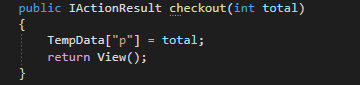 public IActionResult checkout(int total)
{
TempData["p"] = total;
return View();
}